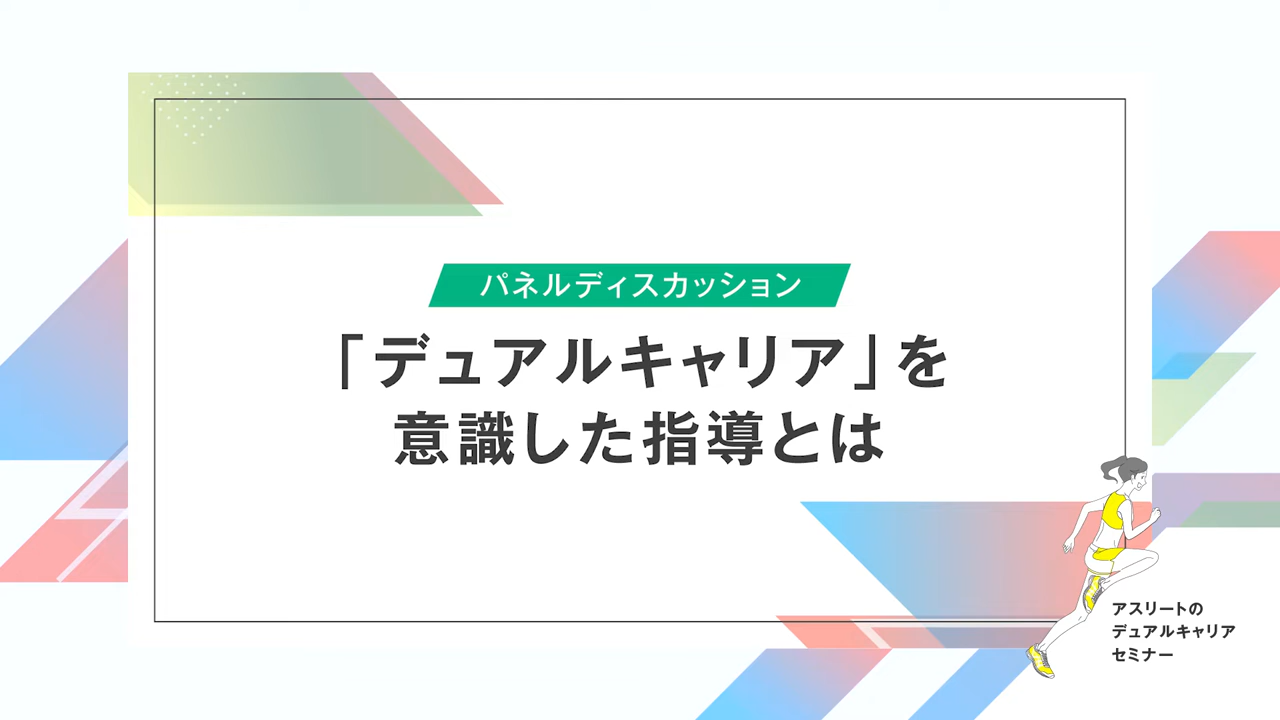 パネルディスカッション
「デュアルキャリア」を
意識した指導とは
アスリートの
デュアルキャリア
セミナー